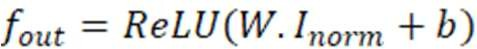 f_out = ReLU(W.I_norm + b)